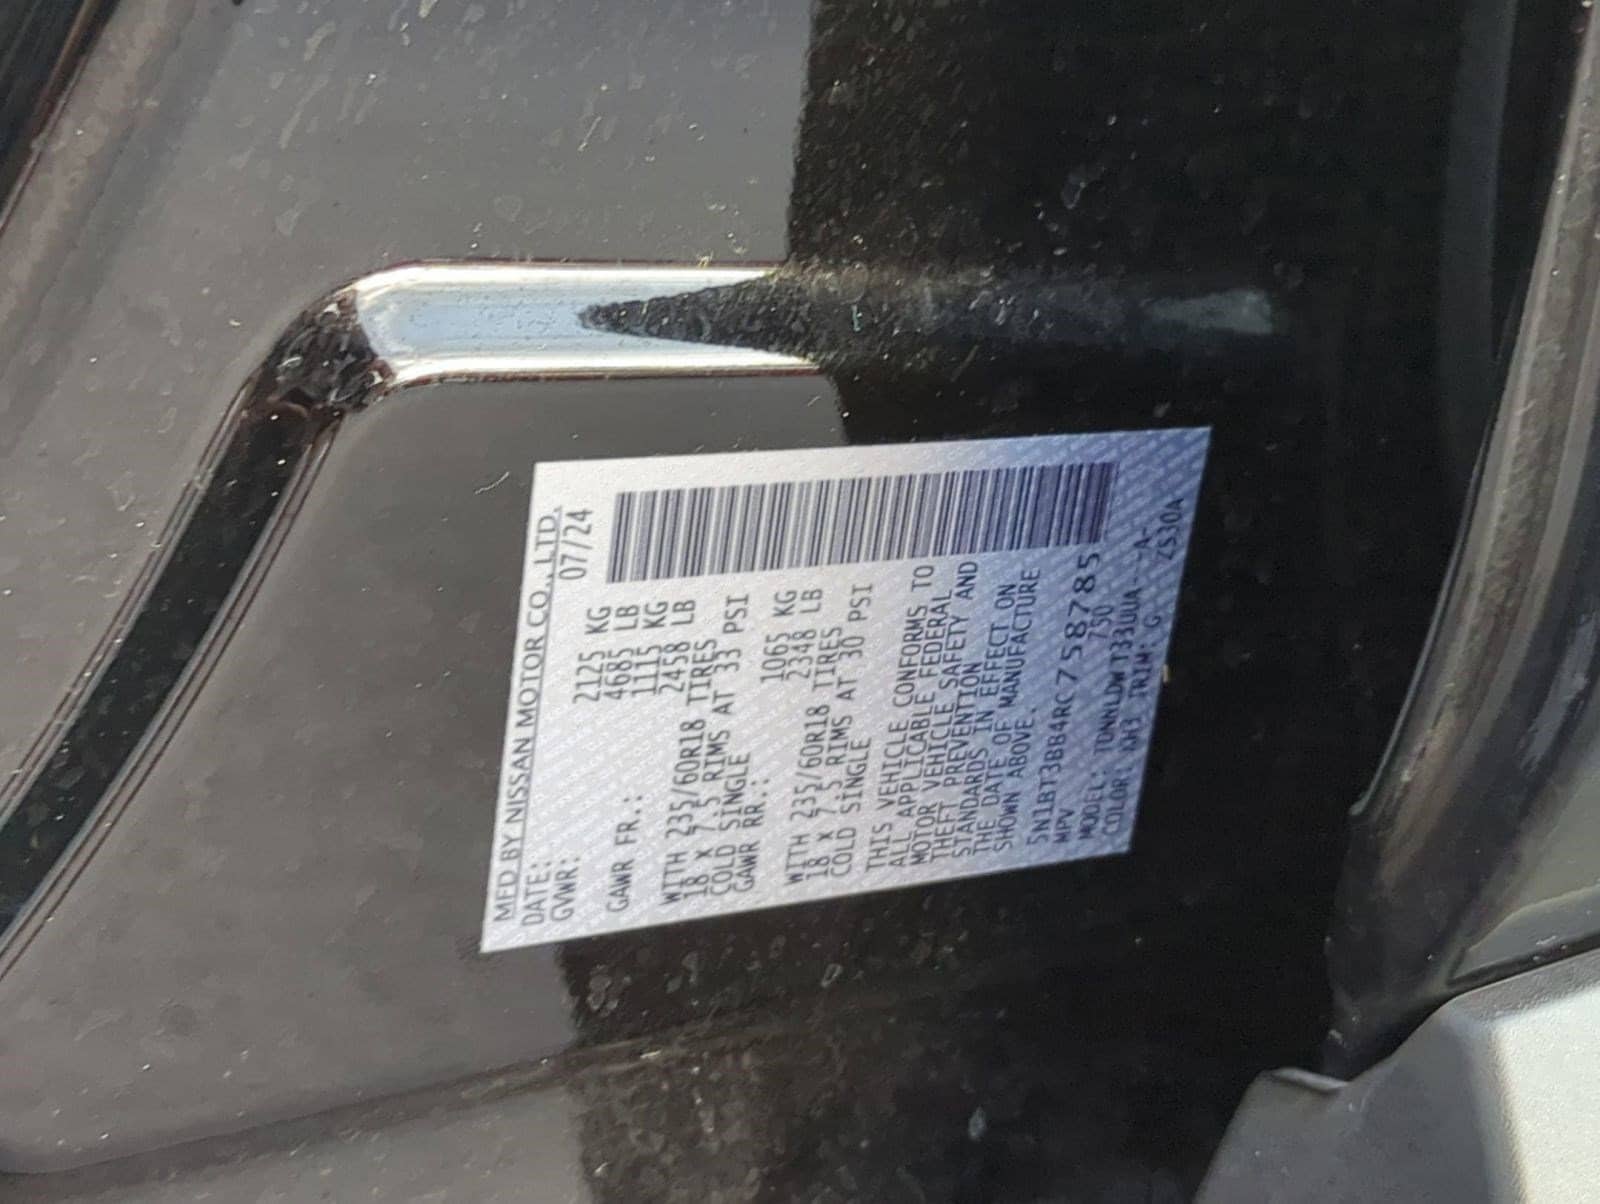 MFD BY NISSAN MOTOR CO., LTD.
DATE: 07/24
GVWR: 2125 KG
4685 LB
GAWR FR.: 1115 KG
2458 LB
WITH 235/60R18 TIRES
18 x 7.5 RIMS AT 33 PSI
COLD SINGLE
GAWR RR.: 1065 KG
2348 LB
WITH 235/60R18 TIRES
18 x 7.5 RIMS AT 30 PSI
COLD SINGLE
THIS VEHICLE CONFORMS TO
ALL APPLICABLE FEDERAL
MOTOR VEHICLE SAFETY AND
THEFT PREVENTION
STANDARDS IN EFFECT ON
THE DATE OF MANUFACTURE
SHOWN ABOVE.
5N1BT3BB4RC758785
MPV 750
MODEL: -A-
COLOR: KH3 TRIM: G ZS30A